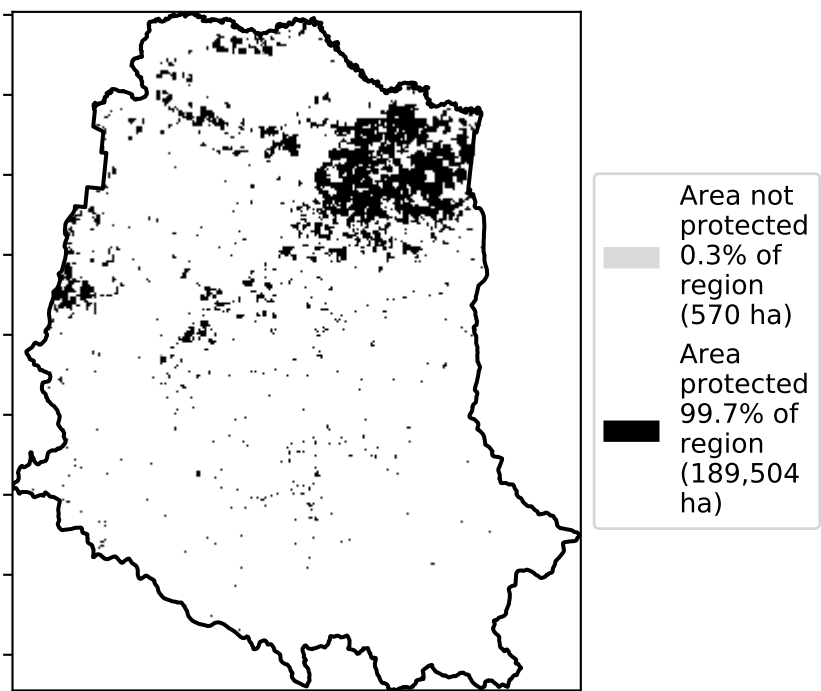 Area not
protected
0.3% of
region
(570 ha)
Area
protected
99.7% of
region
(189,504
ha)